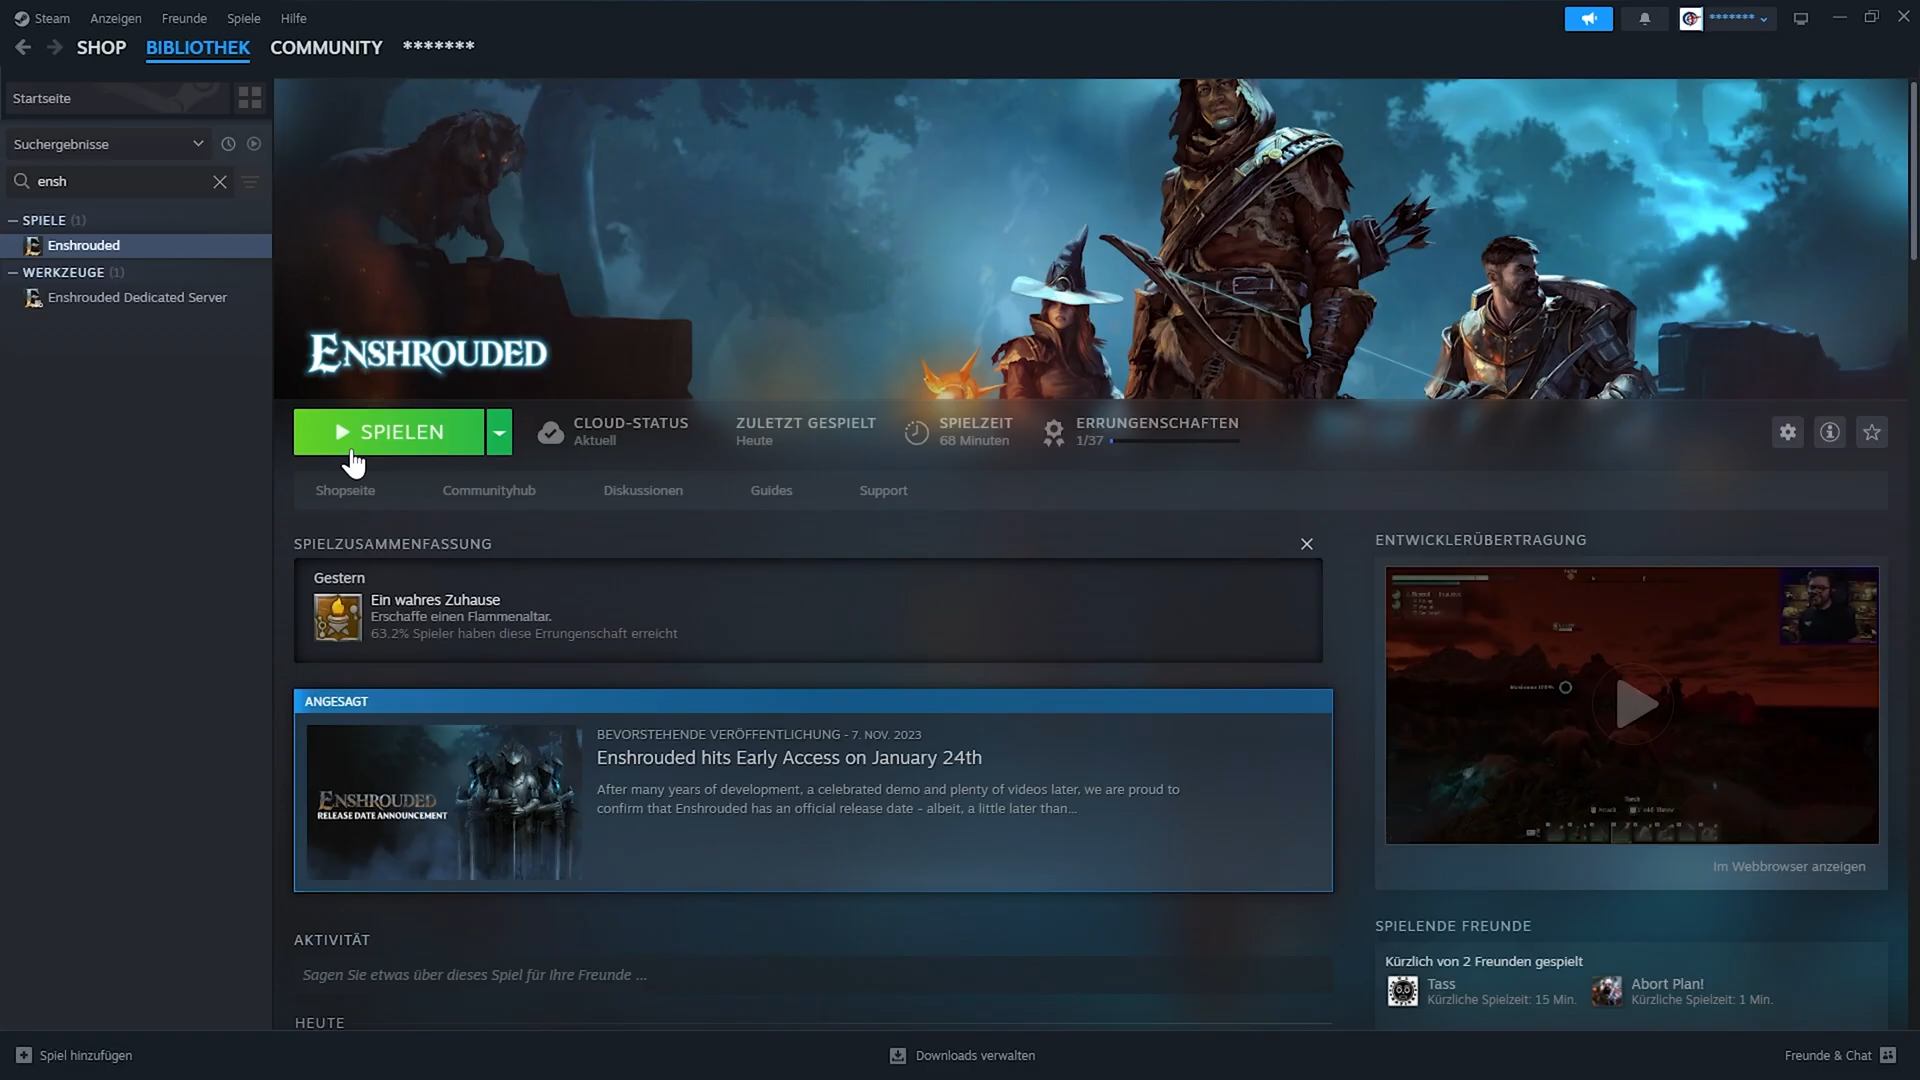 Steam Anzeigen Freunde Spiele Hilfe
*******
SHOP BIBLIOTHEK COMMUNITY *******
Startseite
Suchergebnisse
ensh
— SPIELE (1)
Enshrouded
— WERKZEUGE (1)
Enshrouded Dedicated Server
ENSHROUDED
SPIELEN
CLOUD-STATUS
Aktuell
ZULETZT GESPIELT
Heute
SPIELZEIT
68 Minuten
ERRUNGENSCHAFTEN
1/37
Shopseite Communityhub Diskussionen Guides Support
SPIELZUSAMMENFASSUNG
Gestern
Ein wahres Zuhause
Erschaffe einen Flammenaltar.
63.2% Spieler haben diese Errungenschaft erreicht
ANGESAGT
ENSHROUDED
RELEASE DATE ANNOUNCEMENT
BEVORSTEHENDE VERÖFFENTLICHUNG - 7. NOV. 2023
Enshrouded hits Early Access on January 24th
After many years of development, a celebrated demo and plenty of videos later, we are proud to
confirm that Enshrouded has an official release date - albeit, a little later than...
AKTIVITÄT
Sagen Sie etwas über dieses Spiel für Ihre Freunde ...
HEUTE
ENTWICKLERÜBERTRAGUNG
Im Webbrowser anzeigen
SPIELENDE FREUNDE
Kürzlich von 2 Freunden gespielt
Tass
Kürzliche Spielzeit: 15 Min.
Abort Plan!
Kürzliche Spielzeit: 1 Min.
Spiel hinzufügen
Downloads verwalten
Freunde & Chat